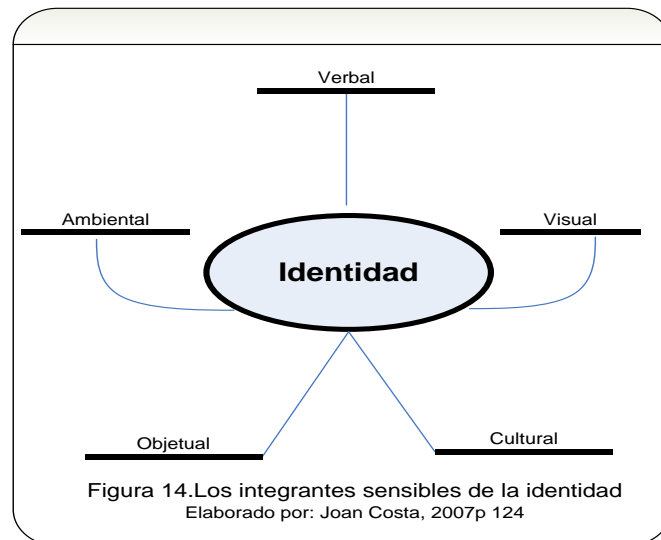 Verbal
Ambiental
Visual
Identidad
Objetual
Cultural
Figura 14.Los integrantes sensibles de la identidad
Elaborado por: Joan Costa, 2007p 124